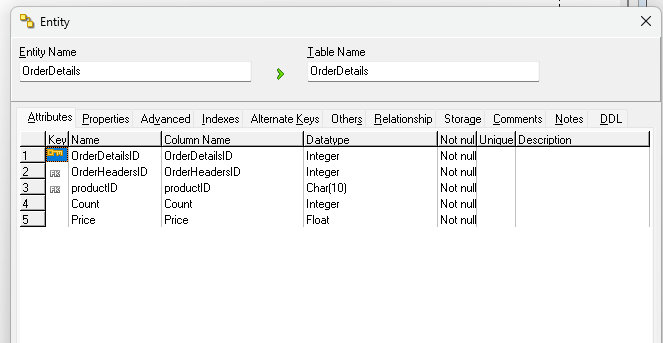 Entity
Entity Name Table Name
OrderDetails OrderDetails
Attributes Properties Advanced Indexes Alternate Keys Others Relationship Storage Comments Notes DDL
Key Name Column Name Datatype Not nul Unique Description
1 OrderDetailsID OrderDetailsID Integer Not null
2 FK OrderHeadersID OrderHeadersID Integer Not null
3 FK productID productID Char(10) Not null
4 Count Count Integer Not null
5 Price Price Float Not null